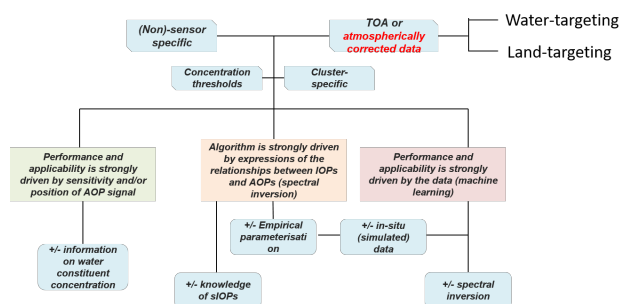 (Non)-sensor
specific
TOA or
atmospherically
corrected data
Water-targeting
Land-targeting
Concentration
thresholds
Cluster-
specific
Performance and
applicability is strongly
driven by sensitivity and/or
position of AOP signal
Algorithm is strongly driven
by expressions of the
relationships between IOPs
and AOPs (spectral
inversion)
Performance and
applicability is strongly
driven by the data (machine
learning)
+/- information
on water
constituent
concentration
+/- Empirical
parameterisati
on
+/- in-situ
(simulated)
data
+/- knowledge
of sIOPs
+/- spectral
inversion